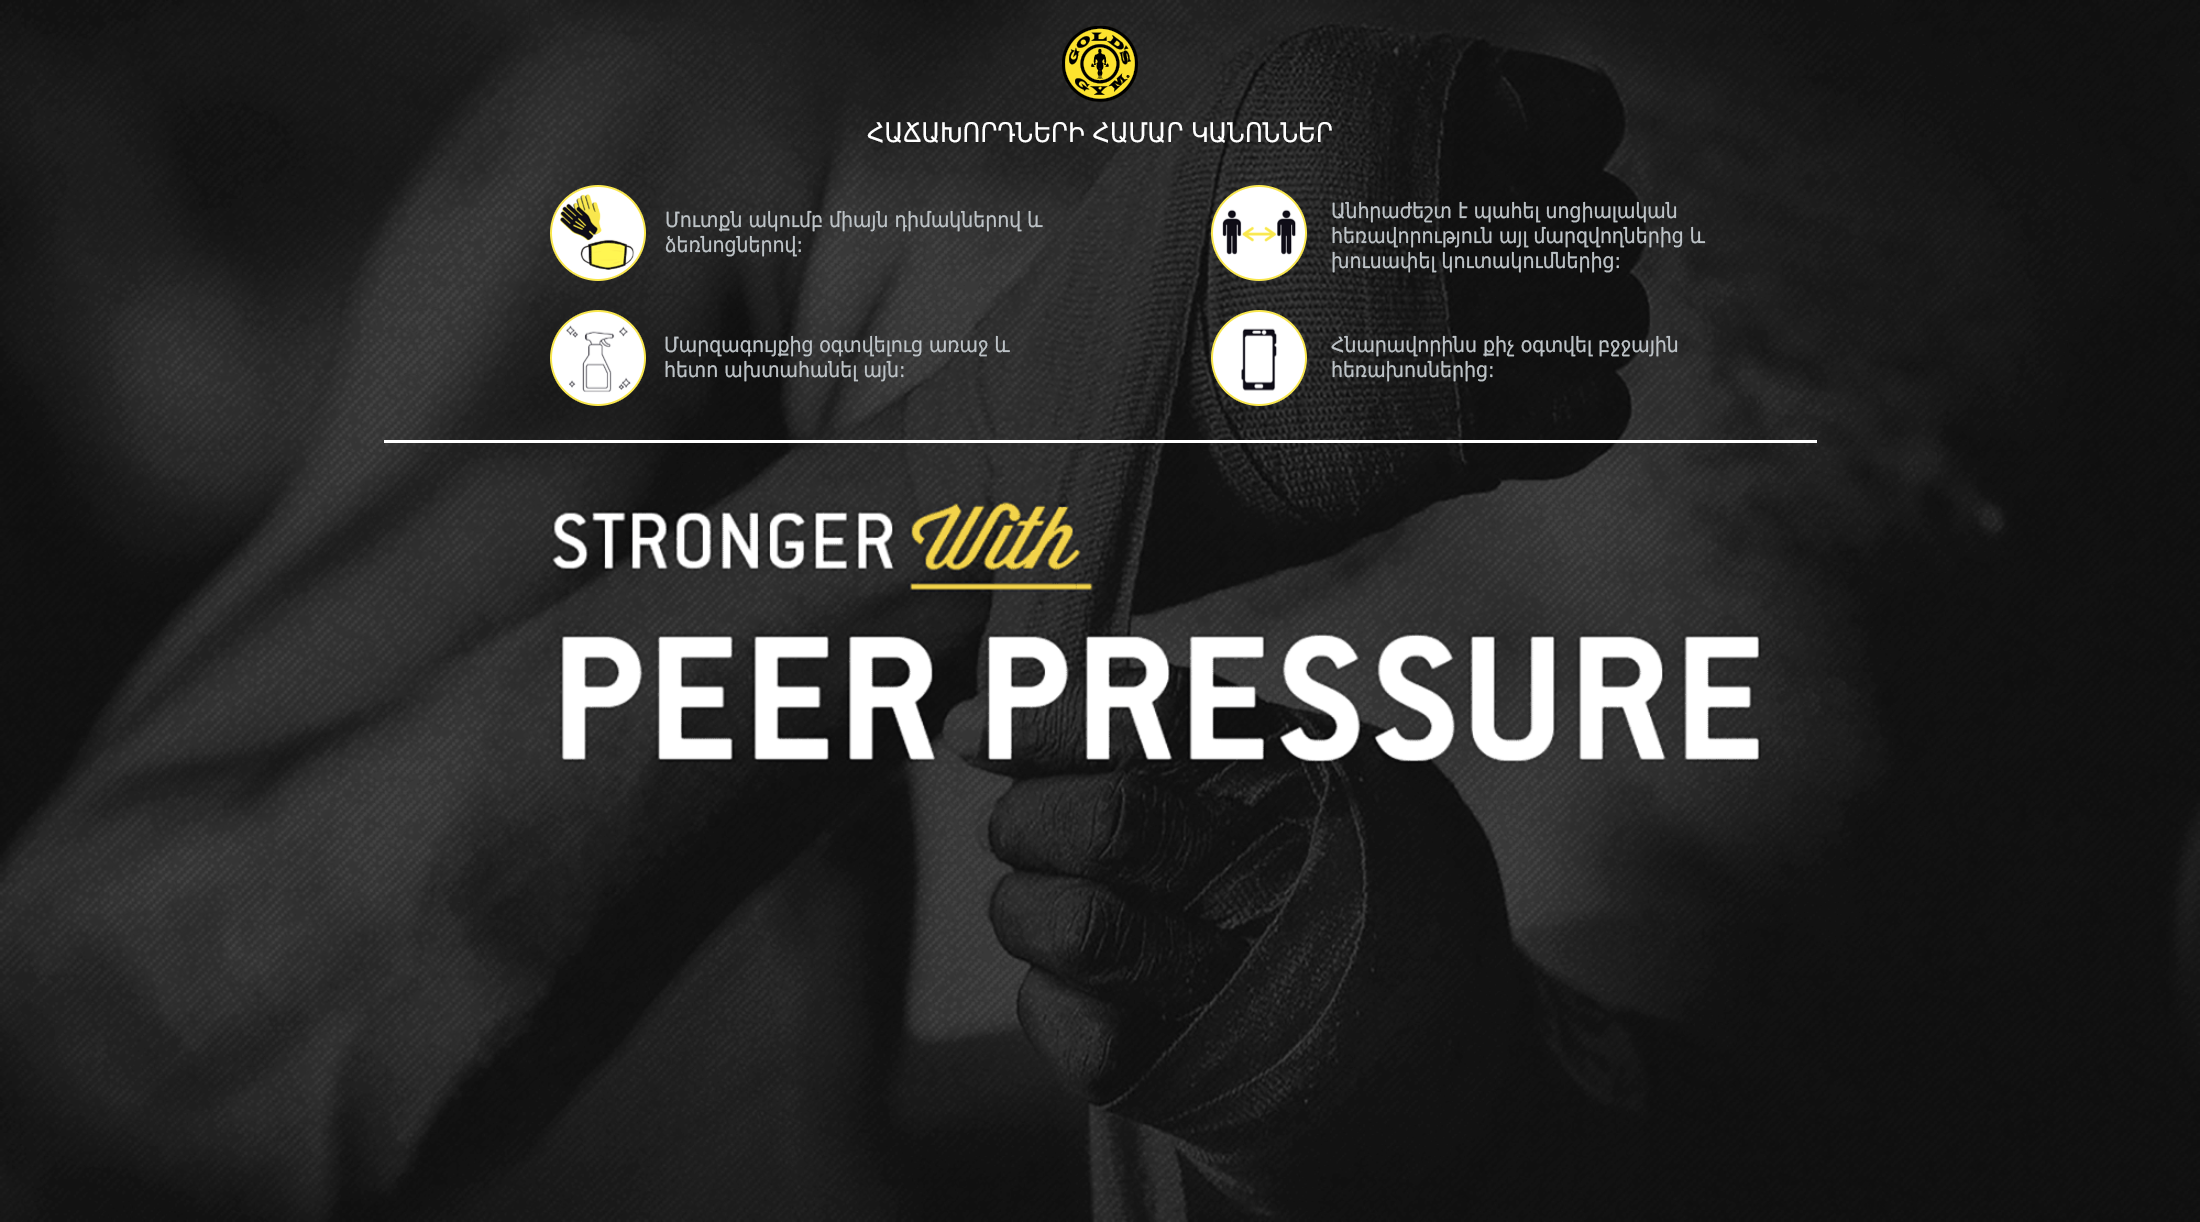 GOLD'S GYM.
ՀԱՃԱԽՈՐԴՆԵՐԻ ՀԱՄԱՐ ԿԱՆՈՆՆԵՐ
Մուտքն ակումբ միայն դիմակներով և
ձեռնոցներով:
Անհրաժեշտ է պահել սոցիալական
հեռավորություն այլ մարզվողներից և
խուսափել կուտակումներից:
Մարզագույքից օգտվելուց առաջ և
հետո ախտահանել այն:
Հնարավորինս քիչ օգտվել բջջային
հեռախոսներից:
STRONGER With
PEER PRESSURE